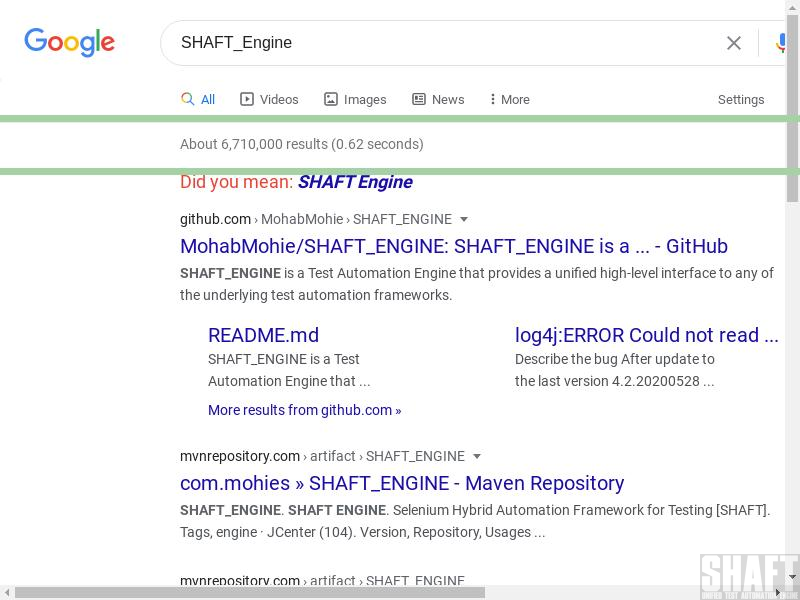 Google
SHAFT_Engine
All Videos Images News More Settings
About 6,710,000 results (0.62 seconds)
Did you mean: SHAFT Engine
github.com › MohabMohie › SHAFT_ENGINE
MohabMohie/SHAFT_ENGINE: SHAFT_ENGINE is a ... - GitHub
SHAFT_ENGINE is a Test Automation Engine that provides a unified high-level interface to any of
the underlying test automation frameworks.
README.md
SHAFT_ENGINE is a Test
Automation Engine that ...
log4j:ERROR Could not read ...
Describe the bug After update to
the last version 4.2.20200528 ...
More results from github.com »
mvnrepository.com › artifact › SHAFT_ENGINE
com.mohies » SHAFT_ENGINE - Maven Repository
SHAFT_ENGINE. SHAFT ENGINE. Selenium Hybrid Automation Framework for Testing [SHAFT].
Tags, engine · JCenter (104). Version, Repository, Usages ...
mvnrepository.com › artifact › SHAFT_ENGINE
SHAFT